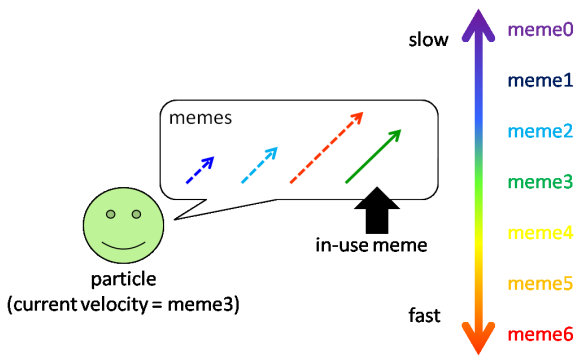 memes
in-use meme
particle
(current velocity = meme3)
slow
fast
meme0
meme1
meme2
meme3
meme4
meme5
meme6